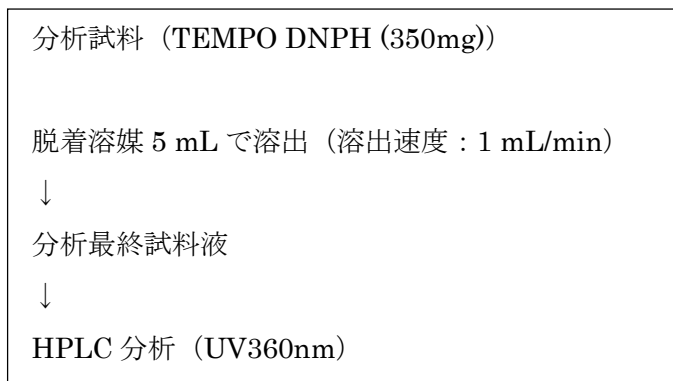 分析試料（TEMPO DNPH (350mg)）
脱着溶媒 5 mL で溶出（溶出速度：1 mL/min）
↓
分析最終試料液
↓
HPLC 分析（UV360nm）